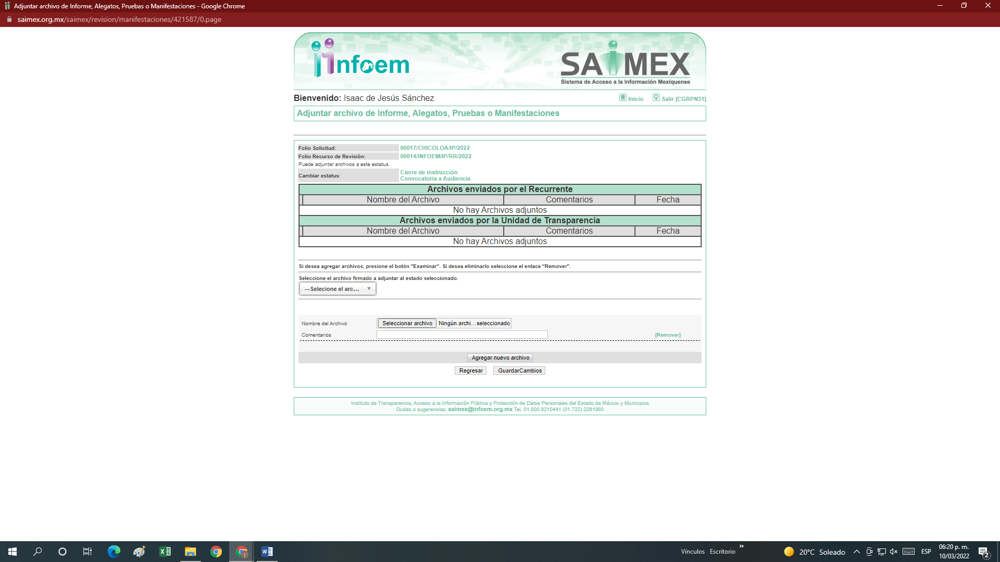 Adjuntar archivo de Informe, Alegatos, Pruebas o Manifestaciones - Google Chrome
saimex.org.mx/saimex/revision/manifestaciones/421587/0.page
infoem
SAIMEX
Sistema de Acceso a la Información Mexiquense
Bienvenido: Isaac de Jesús Sánchez
Inicio Salir [CGRPN31]
Adjuntar archivo de Informe, Alegatos, Pruebas o Manifestaciones
Folio Solicitud: 00017/CHICOLOA/IP/2022
Folio Recurso de Revisión: 00614/INFOEM/IP/RR/2022
Puede adjuntar archivos a este estatus
Cambiar estatus: Cierre de instrucción
Convocatoria a Audiencia
Archivos enviados por el Recurrente
Nombre del Archivo Comentarios Fecha
No hay Archivos adjuntos
Archivos enviados por la Unidad de Transparencia
Nombre del Archivo Comentarios Fecha
No hay Archivos adjuntos
Si desea agregar archivos, presione el botón "Examinar". Si desea eliminarlo seleccione el enlace "Remover".
Seleccione el archivo firmado a adjuntar al estado seleccionado.
---Selecione el arc...
Nombre del Archivo Seleccionar archivo Ningún archi...seleccionado
Comentarios [Remover]
Agregar nuevo archivo
Regresar GuardarCambios
Instituto de Transparencia, Acceso a la Información Pública y Protección de Datos Personales del Estado de México y Municipios
Dudas o sugerencias: saimex@infoem.org.mx Tel. 01 800 8210441 (01 722) 2261980
Vínculos Escritorio » 20°C Soleado ESP 06:20 p. m.
10/03/2022 2